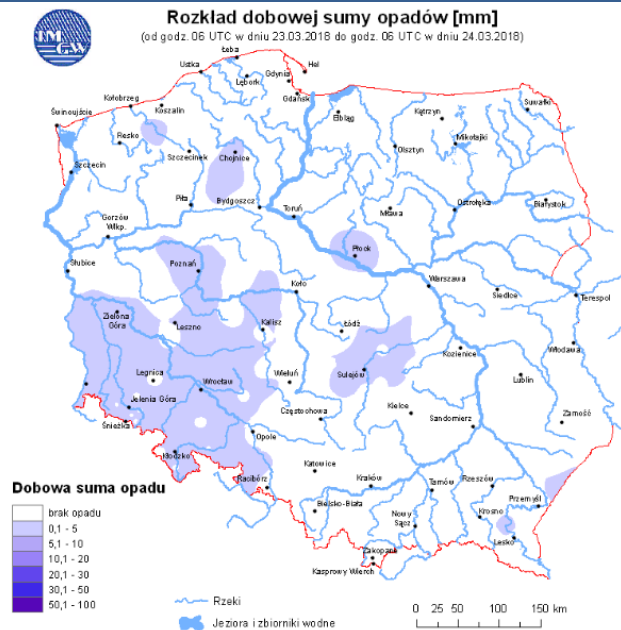 IMGW
Rozkład dobowej sumy opadów [mm]
(od godz. 06 UTC w dniu 23.03.2018 do godz. 06 UTC w dniu 24.03.2018)
Łeba
Ustka
Hel
Lębork
Gdynia
Gdańsk
Kołobrzeg
Koszalin
Świnoujście
Resko
Elbląg
Kętrzyn
Suwałki
Mikołajki
Olsztyn
Szczecinek
Chojnice
Szczecin
Piła
Bydgoszcz
Toruń
Mława
Ostrołęka
Białystok
Gorzów
Wlkp.
Płock
Słubice
Poznań
Koło
Warszawa
Siedlce
Terespol
Zielona
Góra
Leszno
Kalisz
Łódź
Kozienice
Włodawa
Legnica
Wrocław
Wieluń
Sulejów
Lublin
Jelenia Góra
Śnieżka
Częstochowa
Kielce
Sandomierz
Zamość
Opole
Kłodzko
Racibórz
Katowice
Kraków
Tarnów
Rzeszów
Przemyśl
Bielsko-Biała
Nowy
Sącz
Krosno
Lesko
Zakopane
Kasprowy Wierch
Dobowa suma opadu
brak opadu
0,1 - 5
5,1 - 10
10,1 - 20
20,1 - 30
30,1 - 50
50,1 - 100
Rzeki
Jeziora i zbiorniki wodne
0 25 50 100 150 km